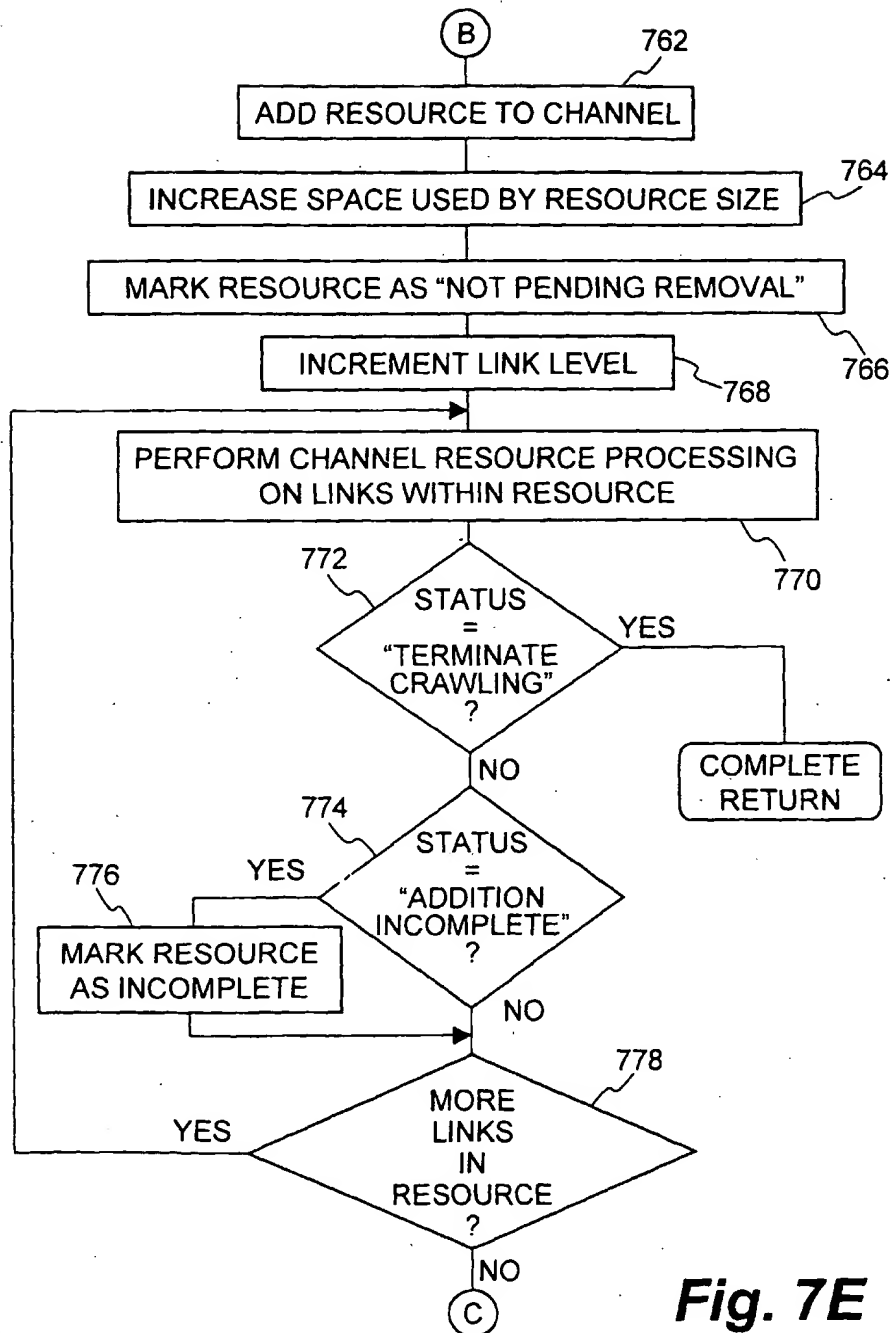 B
762
ADD RESOURCE TO CHANNEL
764
INCREASE SPACE USED BY RESOURCE SIZE
MARK RESOURCE AS “NOT PENDING REMOVAL”
766
INCREMENT LINK LEVEL
768
PERFORM CHANNEL RESOURCE PROCESSING
ON LINKS WITHIN RESOURCE
770
772
STATUS
=
“TERMINATE
CRAWLING”
?
YES
NO
COMPLETE
RETURN
774
STATUS
=
“ADDITION
INCOMPLETE”
?
YES
776
MARK RESOURCE
AS INCOMPLETE
NO
778
MORE
LINKS
IN
RESOURCE
?
YES
NO
C
Fig. 7E